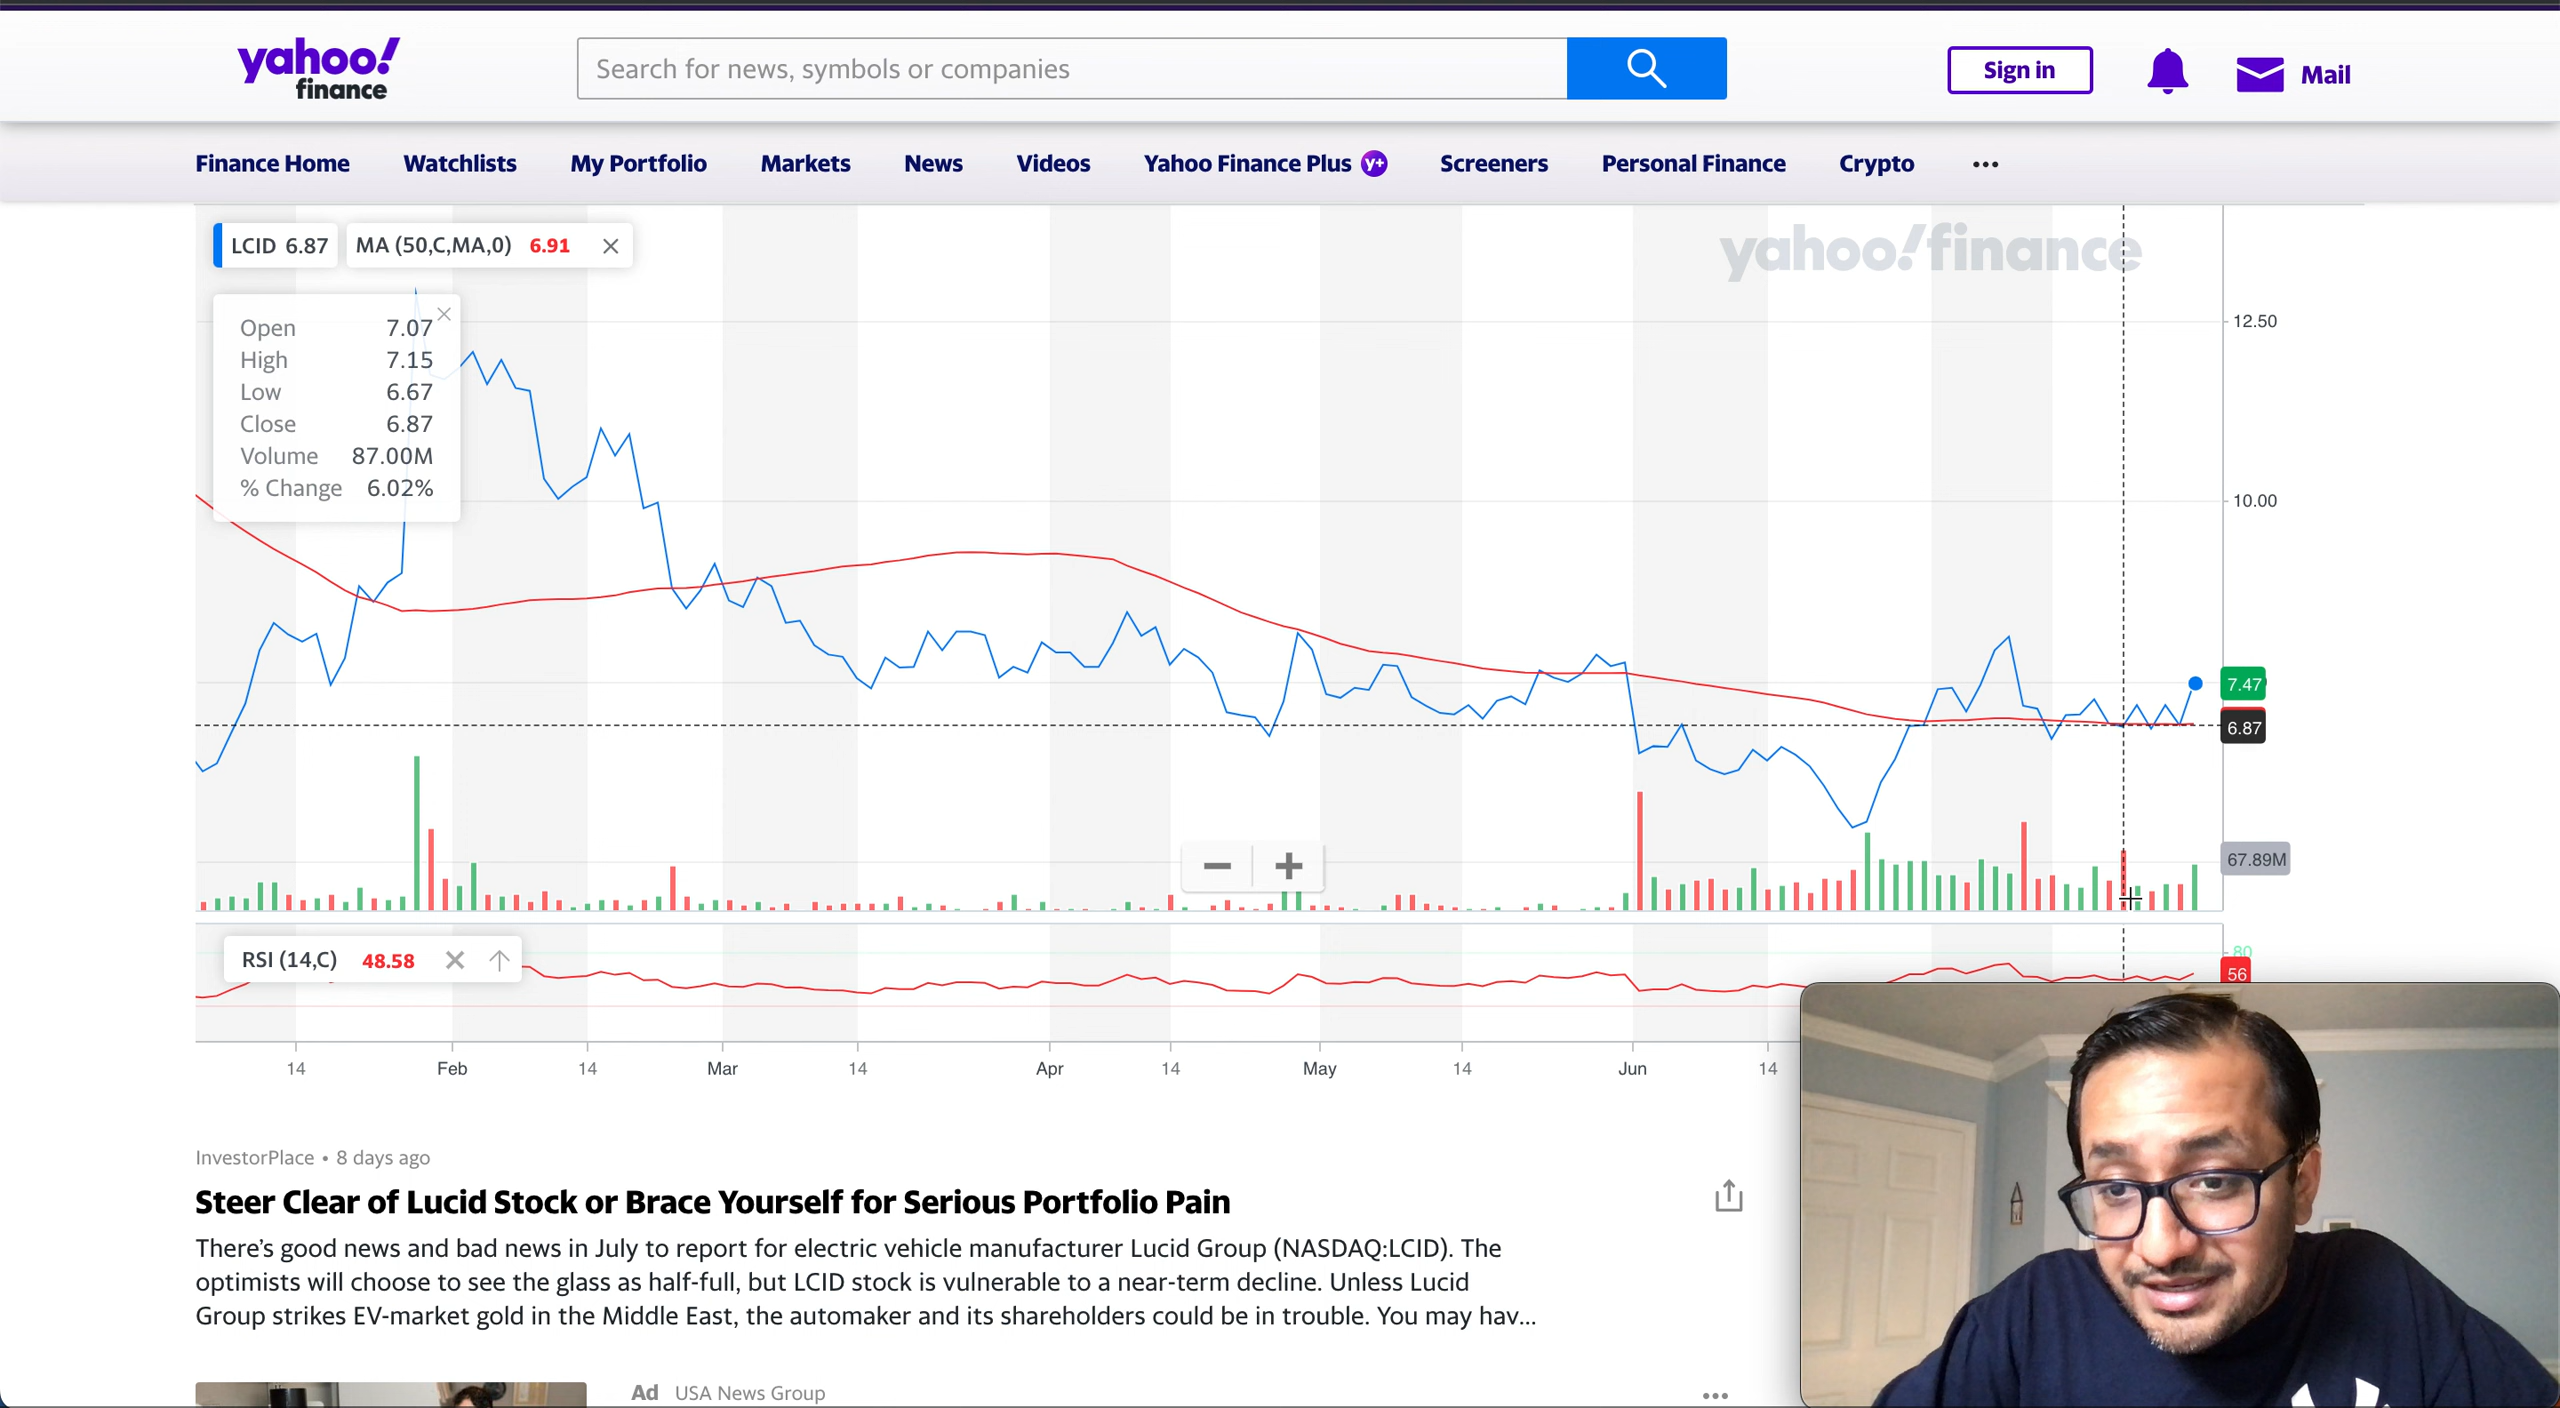 yahoo!
finance
Search for news, symbols or companies
Sign in
Mail
Finance Home Watchlists My Portfolio Markets News Videos Yahoo Finance Plus y+ Screeners Personal Finance Crypto ...
LCID 6.87 MA (50,C,MA,0) 6.91
yahoo!finance
Open 7.07
High 7.15
Low 6.67
Close 6.87
Volume 87.00M
% Change 6.02%
12.50
10.00
7.47
6.87
67.89M
RSI (14,C) 48.58
80
56
14 Feb 14 Mar 14 Apr 14 May 14 Jun 14
InvestorPlace • 8 days ago
Steer Clear of Lucid Stock or Brace Yourself for Serious Portfolio Pain
There's good news and bad news in July to report for electric vehicle manufacturer Lucid Group (NASDAQ:LCID). The
optimists will choose to see the glass as half-full, but LCID stock is vulnerable to a near-term decline. Unless Lucid
Group strikes EV-market gold in the Middle East, the automaker and its shareholders could be in trouble. You may hav...
Ad USA News Group